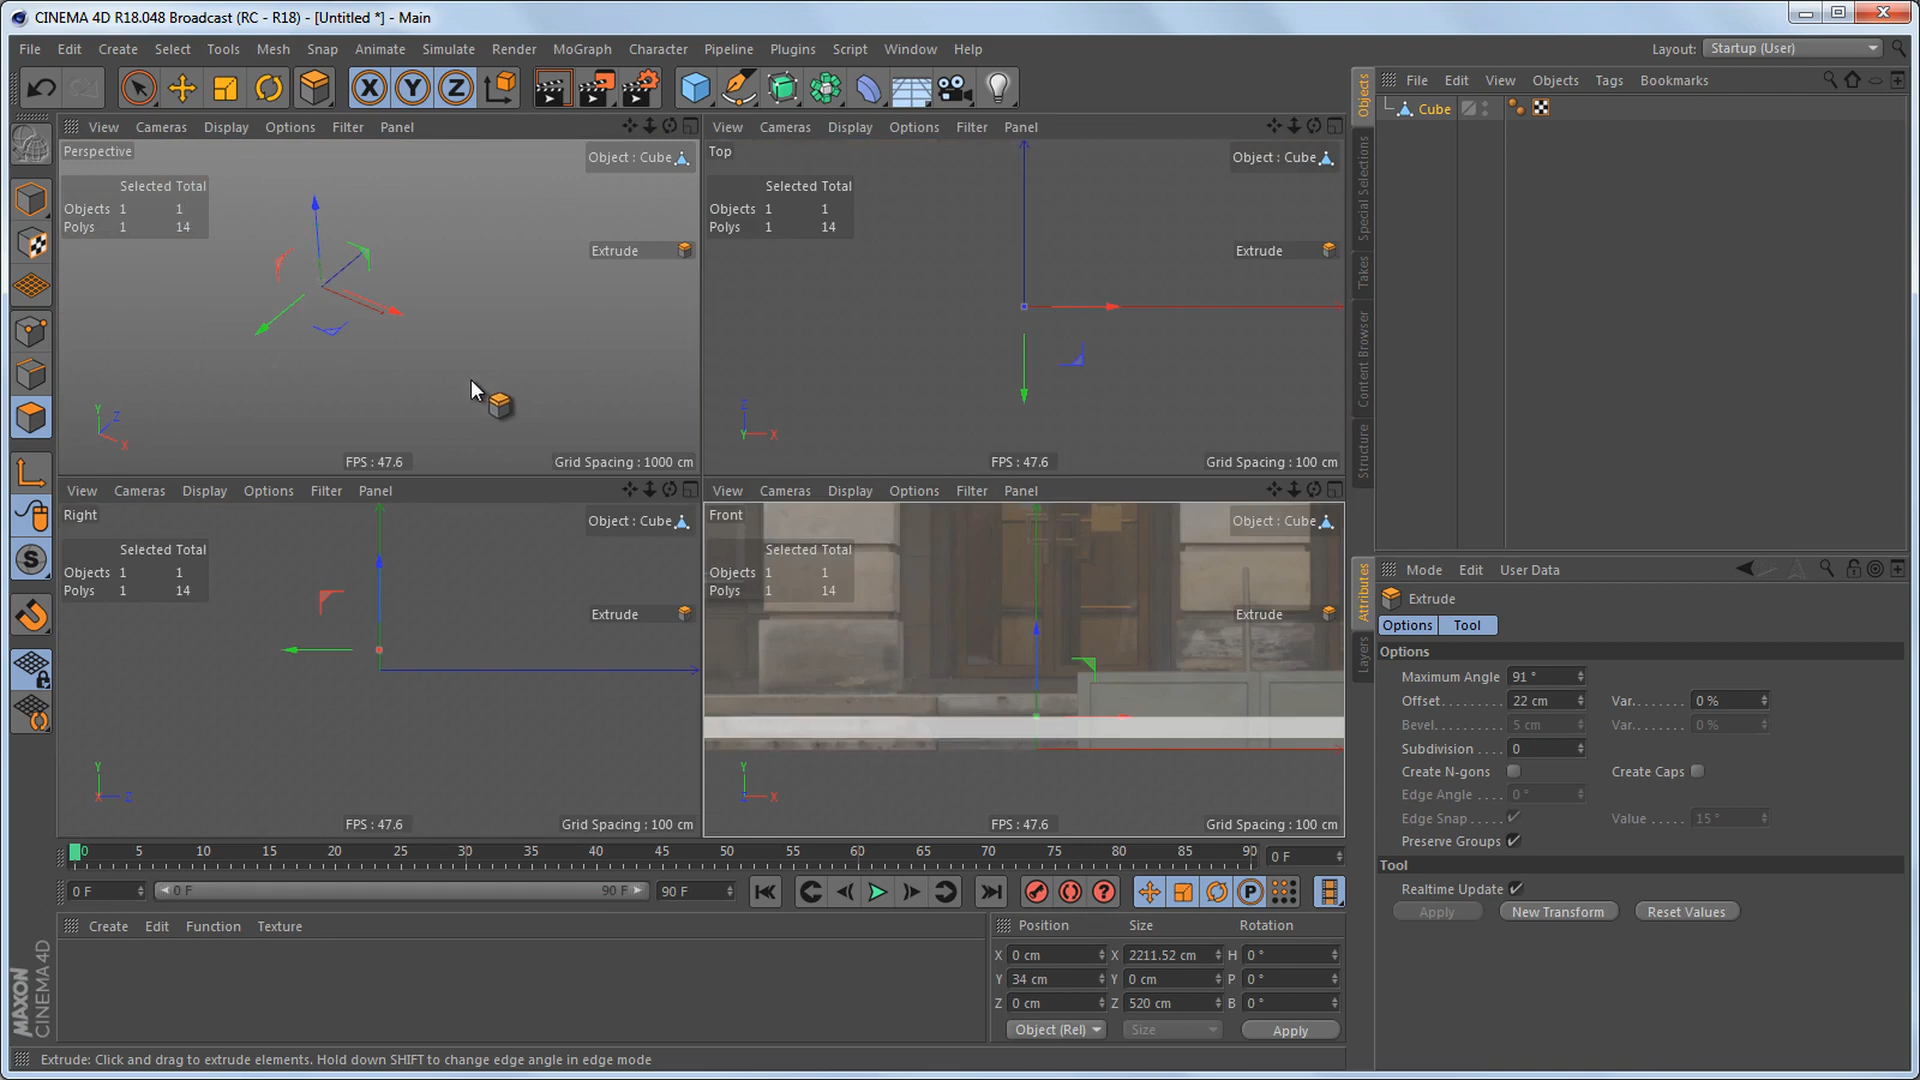 CINEMA 4D R18.048 Broadcast (RC - R18) - [Untitled *] - Main
File Edit Create Select Tools Mesh Snap Animate Simulate Render MoGraph Character Pipeline Plugins Script Window Help
Layout: Startup (User)
X Y Z
File Edit View Objects Tags Bookmarks
Cube
View Cameras Display Options Filter Panel
Perspective
Object : Cube
Selected Total
Objects 1 1
Polys 1 14
Extrude
Y Z X
FPS : 47.6
Grid Spacing : 1000 cm
View Cameras Display Options Filter Panel
Top
Object : Cube
Selected Total
Objects 1 1
Polys 1 14
Extrude
Z Y X
FPS : 47.6
Grid Spacing : 100 cm
View Cameras Display Options Filter Panel
Right
Object : Cube
Selected Total
Objects 1 1
Polys 1 14
Extrude
Y X Z
FPS : 47.6
Grid Spacing : 100 cm
View Cameras Display Options Filter Panel
Front
Object : Cube
Selected Total
Objects 1 1
Polys 1 14
Extrude
Y Z X
FPS : 47.6
Grid Spacing : 100 cm
Objects
Special Selections
Takes
Content Browser
Structure
Attributes
Layers
Mode Edit User Data
Extrude
Options Tool
Options
Maximum Angle 91 °
Offset 22 cm Var. 0 %
Bevel 5 cm Var. 0 %
Subdivision 0
Create N-gons Create Caps
Edge Angle 0 °
Edge Snap Value 15 °
Preserve Groups
Tool
Realtime Update
Apply New Transform Reset Values
0 5 10 15 20 25 30 35 40 45 50 55 60 65 70 75 80 85 90 0 F
0 F 0 F 90 F 90 F
P
Create Edit Function Texture
Position Size Rotation
X 0 cm X 2211.52 cm H 0 °
Y 34 cm Y 0 cm P 0 °
Z 0 cm Z 520 cm B 0 °
Object (Rel) Size Apply
MAXON
CINEMA 4D
Extrude: Click and drag to extrude elements. Hold down SHIFT to change edge angle in edge mode